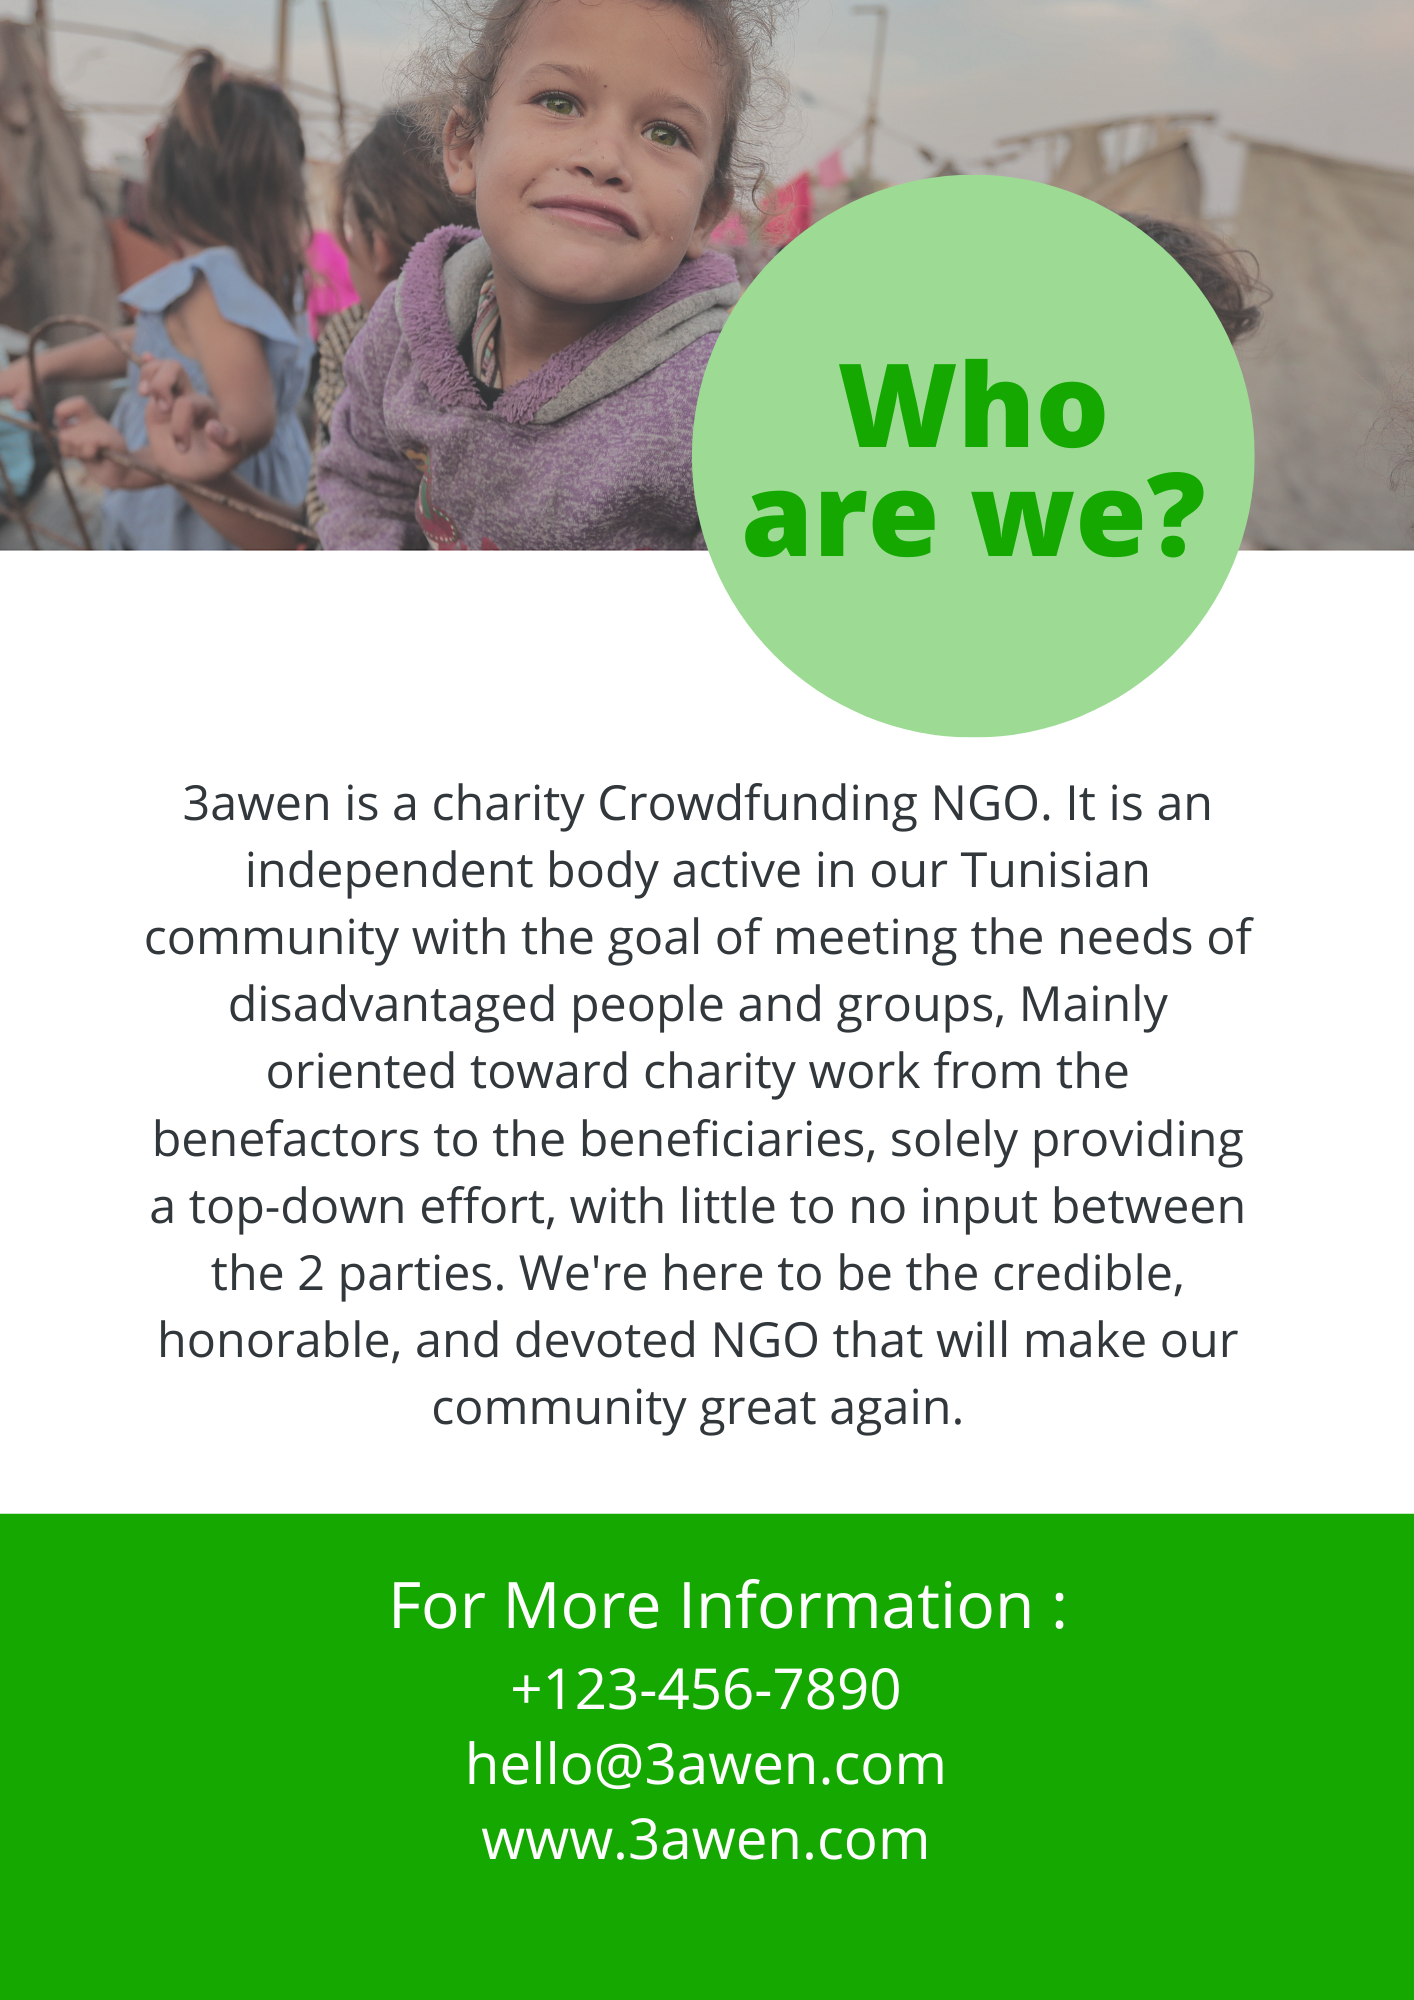 Who
are we?
3awen is a charity Crowdfunding NGO. It is an
independent body active in our Tunisian
community with the goal of meeting the needs of
disadvantaged people and groups, Mainly
oriented toward charity work from the
benefactors to the beneficiaries, solely providing
a top-down effort, with little to no input between
the 2 parties. We're here to be the credible,
honorable, and devoted NGO that will make our
community great again.
For More Information :
+123-456-7890
hello@3awen.com
www.3awen.com